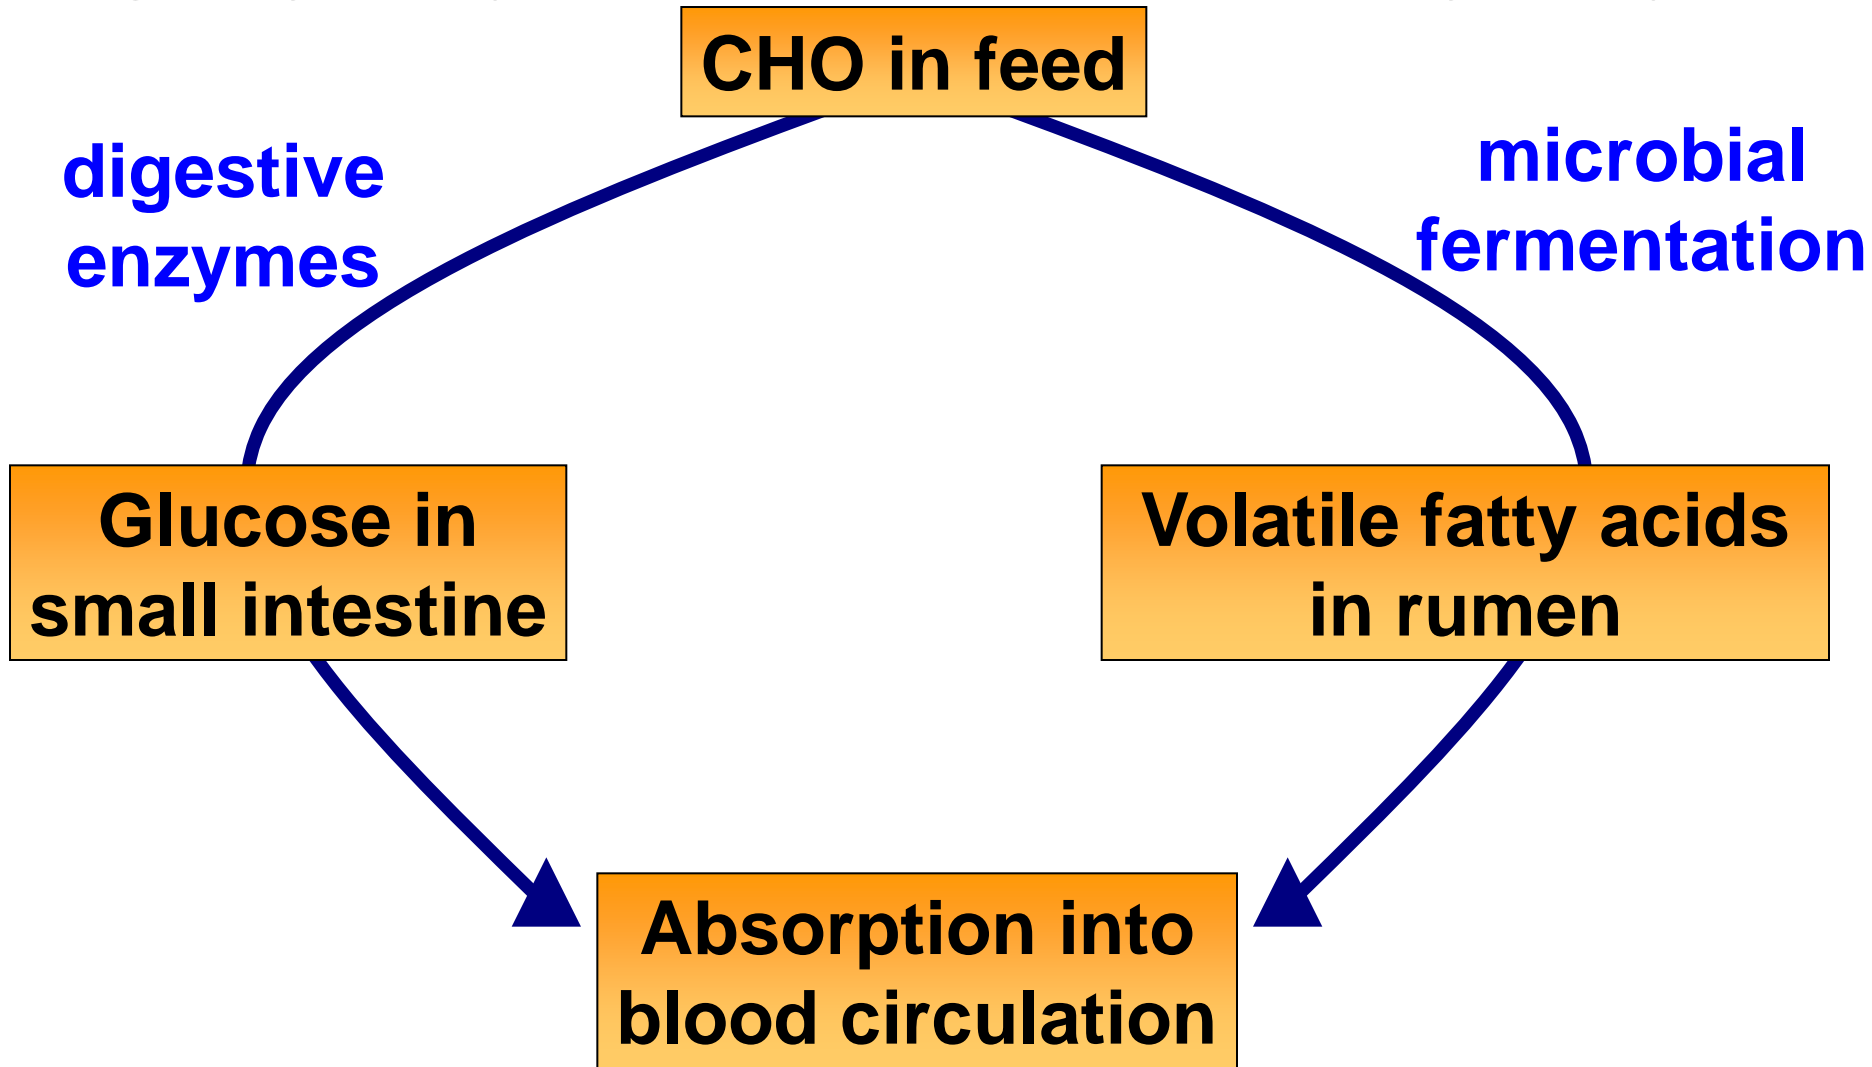 CHO in feed
digestive
enzymes
microbial
fermentation
Glucose in
small intestine
Volatile fatty acids
in rumen
Absorption into
blood circulation